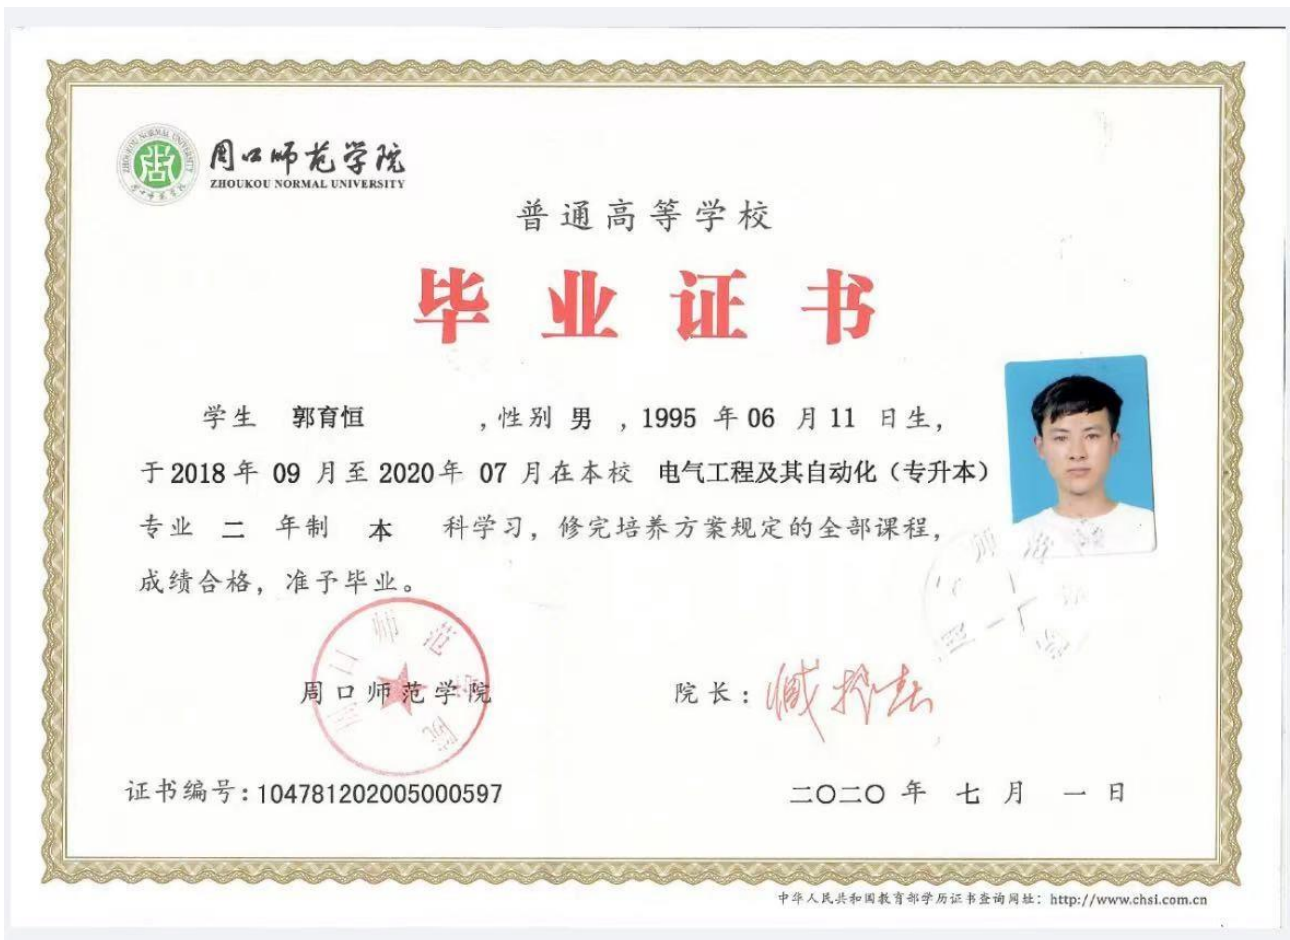 周口师范学院
ZHOUKOU NORMAL UNIVERSITY
普通高等学校
毕业证书
学生 郭育恒 ,性别 男 ,1995 年 06 月 11 日生,
于 2018 年 09 月至 2020 年 07 月在本校 电气工程及其自动化（专升本）
专业 二 年制 本 科学习，修完培养方案规定的全部课程，
成绩合格，准予毕业。
周口师范学院
周口师范学院
院长：
证书编号:104781202005000597
二〇二〇 年 七 月 一 日
中华人民共和国教育部学历证书查询网址：http://www.chsi.com.cn